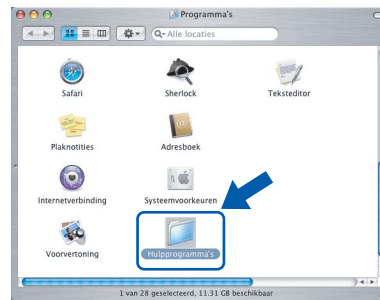 Programma's
Alle locaties
Safari
Sherlock
Teksteditor
Plaknotities
Adresboek
Internetverbinding
Systeemvoorkeuren
Voorvertoning
Hulpprogramma's
1 van 28 geselecteerd, 11.31 GB beschikbaar